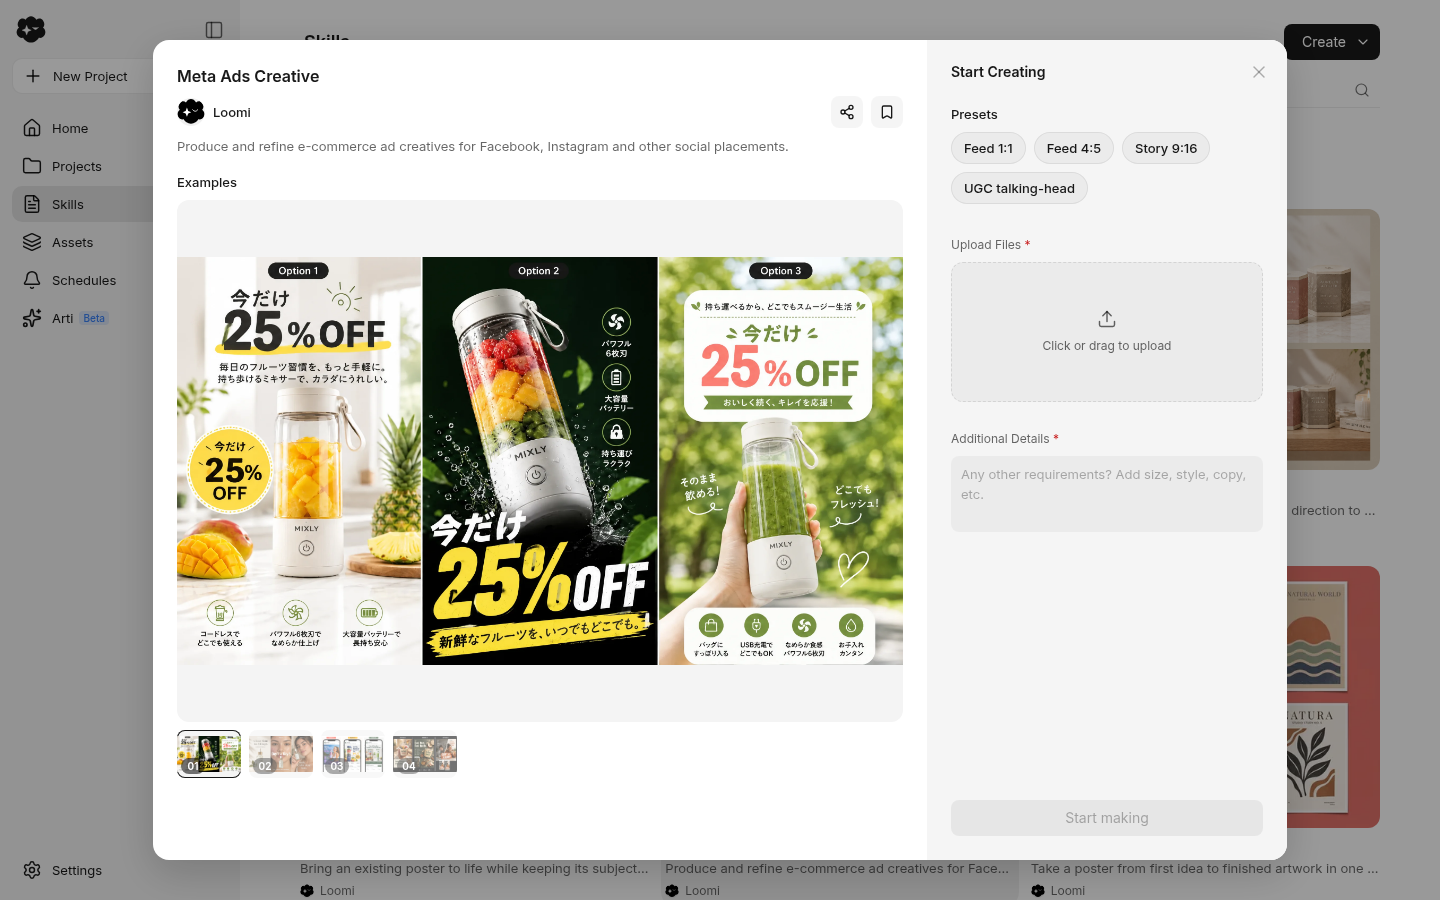 Skills
Create
New Project
Home
Projects
Skills
Assets
Schedules
Arti Beta
Settings
Meta Ads Creative
Loomi
Produce and refine e-commerce ad creatives for Facebook, Instagram and other social placements.
Examples
Option 1
今だけ
25%OFF
毎日のフルーツ習慣を、もっと手軽に。
持ち歩けるミキサーで、カラダにうれしい。
今だけ
25%
OFF
MIXLY
コードレスで
どこでも使える
パワフル6枚刃で
なめらか仕上げ
大容量バッテリーで
長持ち安心
Option 2
パワフル
6枚刃
大容量
バッテリー
持ち運び
ラクラク
MIXLY
今だけ
25%OFF
新鮮なフルーツを、いつでもどこでも。
Option 3
持ち運べるから、どこでもスムージー生活
今だけ
25%OFF
おいしく続く、キレイを応援！
そのまま
飲める!
どこでも
フレッシュ!
MIXLY
バッグに
すっぽり入る
USB充電で
どこでもOK
なめらか食感
パワフル6枚刃
お手入れ
カンタン
01
02
03
04
Start Creating
Presets
Feed 1:1
Feed 4:5
Story 9:16
UGC talking-head
Upload Files *
Click or drag to upload
Additional Details *
Any other requirements? Add size, style, copy,
etc.
Start making
direction to ...
NATURAL WORLD
NATURA
Bring an existing poster to life while keeping its subject...
Loomi
Produce and refine e-commerce ad creatives for Face...
Loomi
Take a poster from first idea to finished artwork in one ...
Loomi